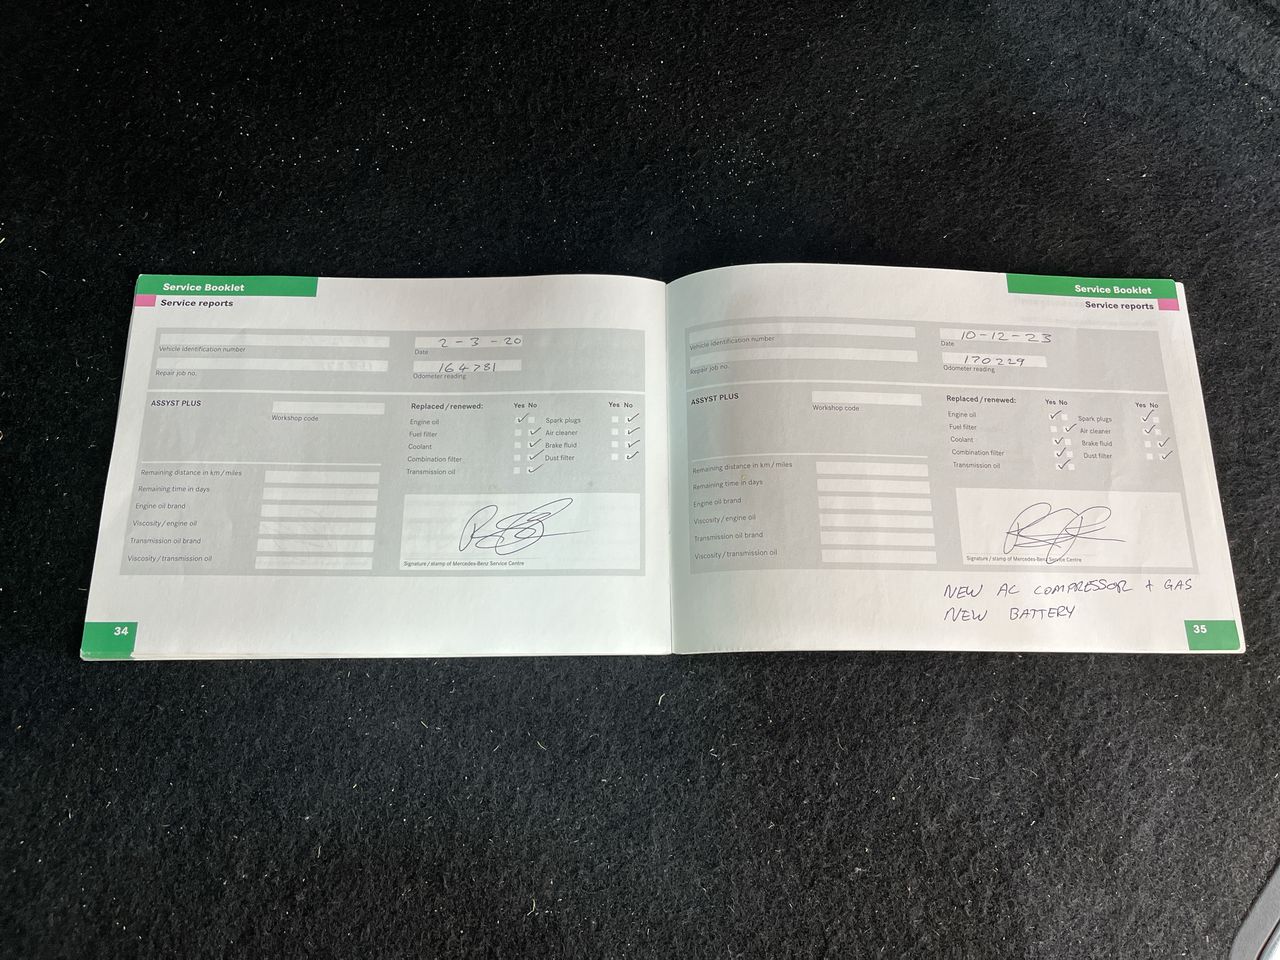 Service Booklet
Service reports
Vehicle identification number
2-3-20
Date
Repair job no.
164781
Odometer reading
ASSYST PLUS
Workshop code
Replaced/renewed:
Yes No
Yes No
Engine oil
Spark plugs
Fuel filter
Air cleaner
Coolant
Brake fluid
Combination filter
Dust filter
Transmission oil
Remaining distance in km/miles
Remaining time in days
Engine oil brand
Viscosity/engine oil
Transmission oil brand
Viscosity/transmission oil
Signature/stamp of Mercedes-Benz Service Centre
34
Service Booklet
Service reports
Vehicle identification number
10-12-23
Date
Repair job no.
170229
Odometer reading
ASSYST PLUS
Workshop code
Replaced/renewed:
Yes No
Yes No
Engine oil
Spark plugs
Fuel filter
Air cleaner
Coolant
Brake fluid
Combination filter
Dust filter
Transmission oil
Remaining distance in km/miles
Remaining time in days
Engine oil brand
Viscosity/engine oil
Transmission oil brand
Viscosity/transmission oil
Signature/stamp of Mercedes-Benz Service Centre
NEW AC COMPRESSOR + GAS
NEW BATTERY
35